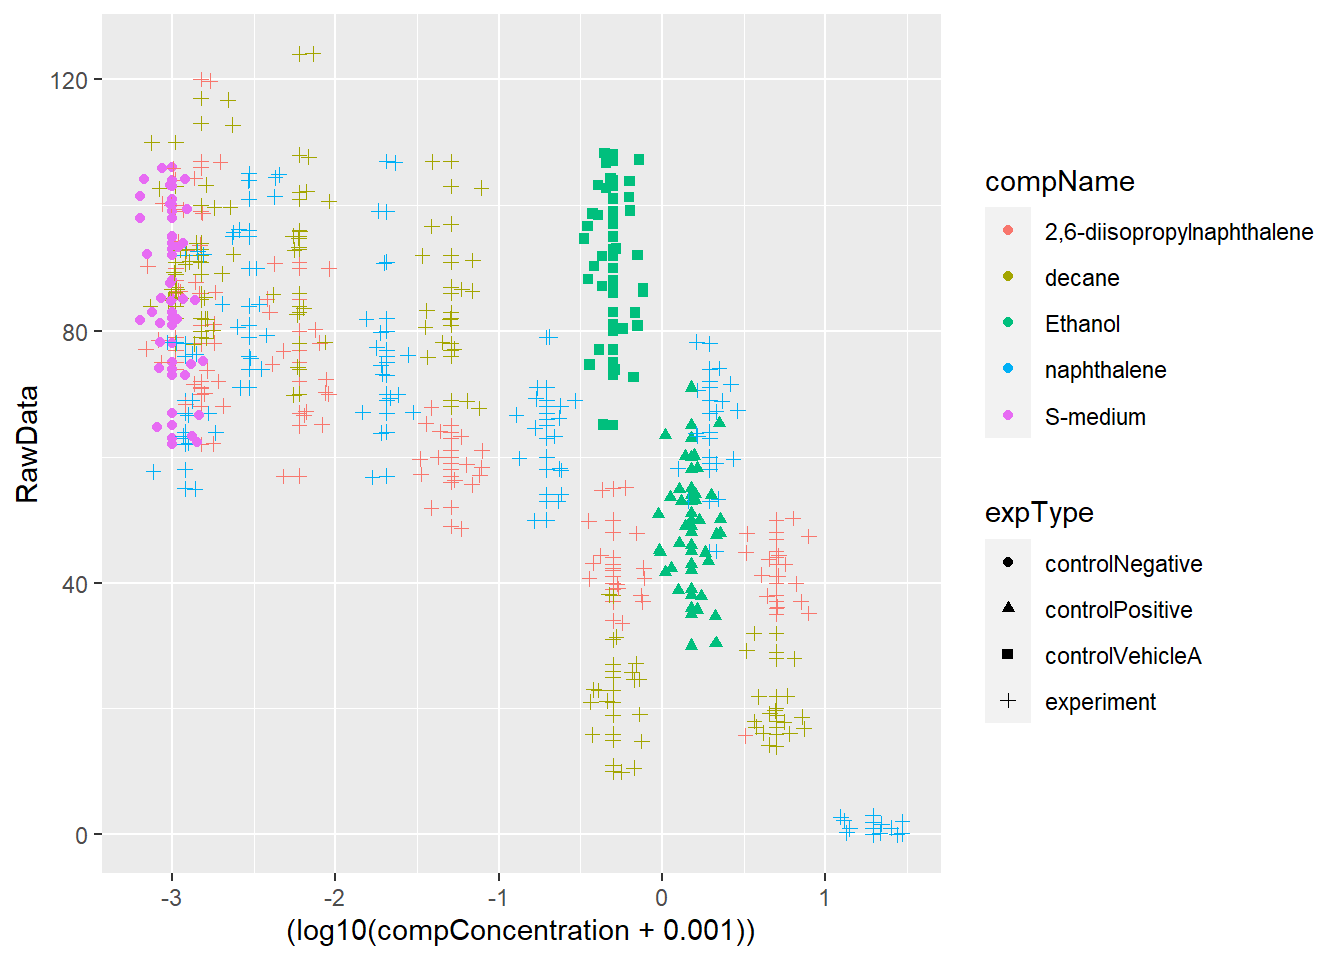 120
80
40
0
RawData
-3
-2
-1
0
1
(log10(compConcentration + 0.001))
compName
2,6-diisopropylnaphthalene
decane
Ethanol
naphthalene
S-medium
expType
controlNegative
controlPositive
controlVehicleA
experiment